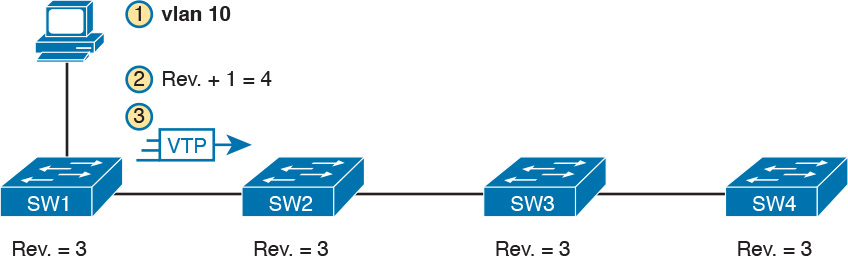 1 vlan 10
2 Rev. + 1 = 4
3
VTP
SW1 SW2 SW3 SW4
Rev. = 3 Rev. = 3 Rev. = 3 Rev. = 3